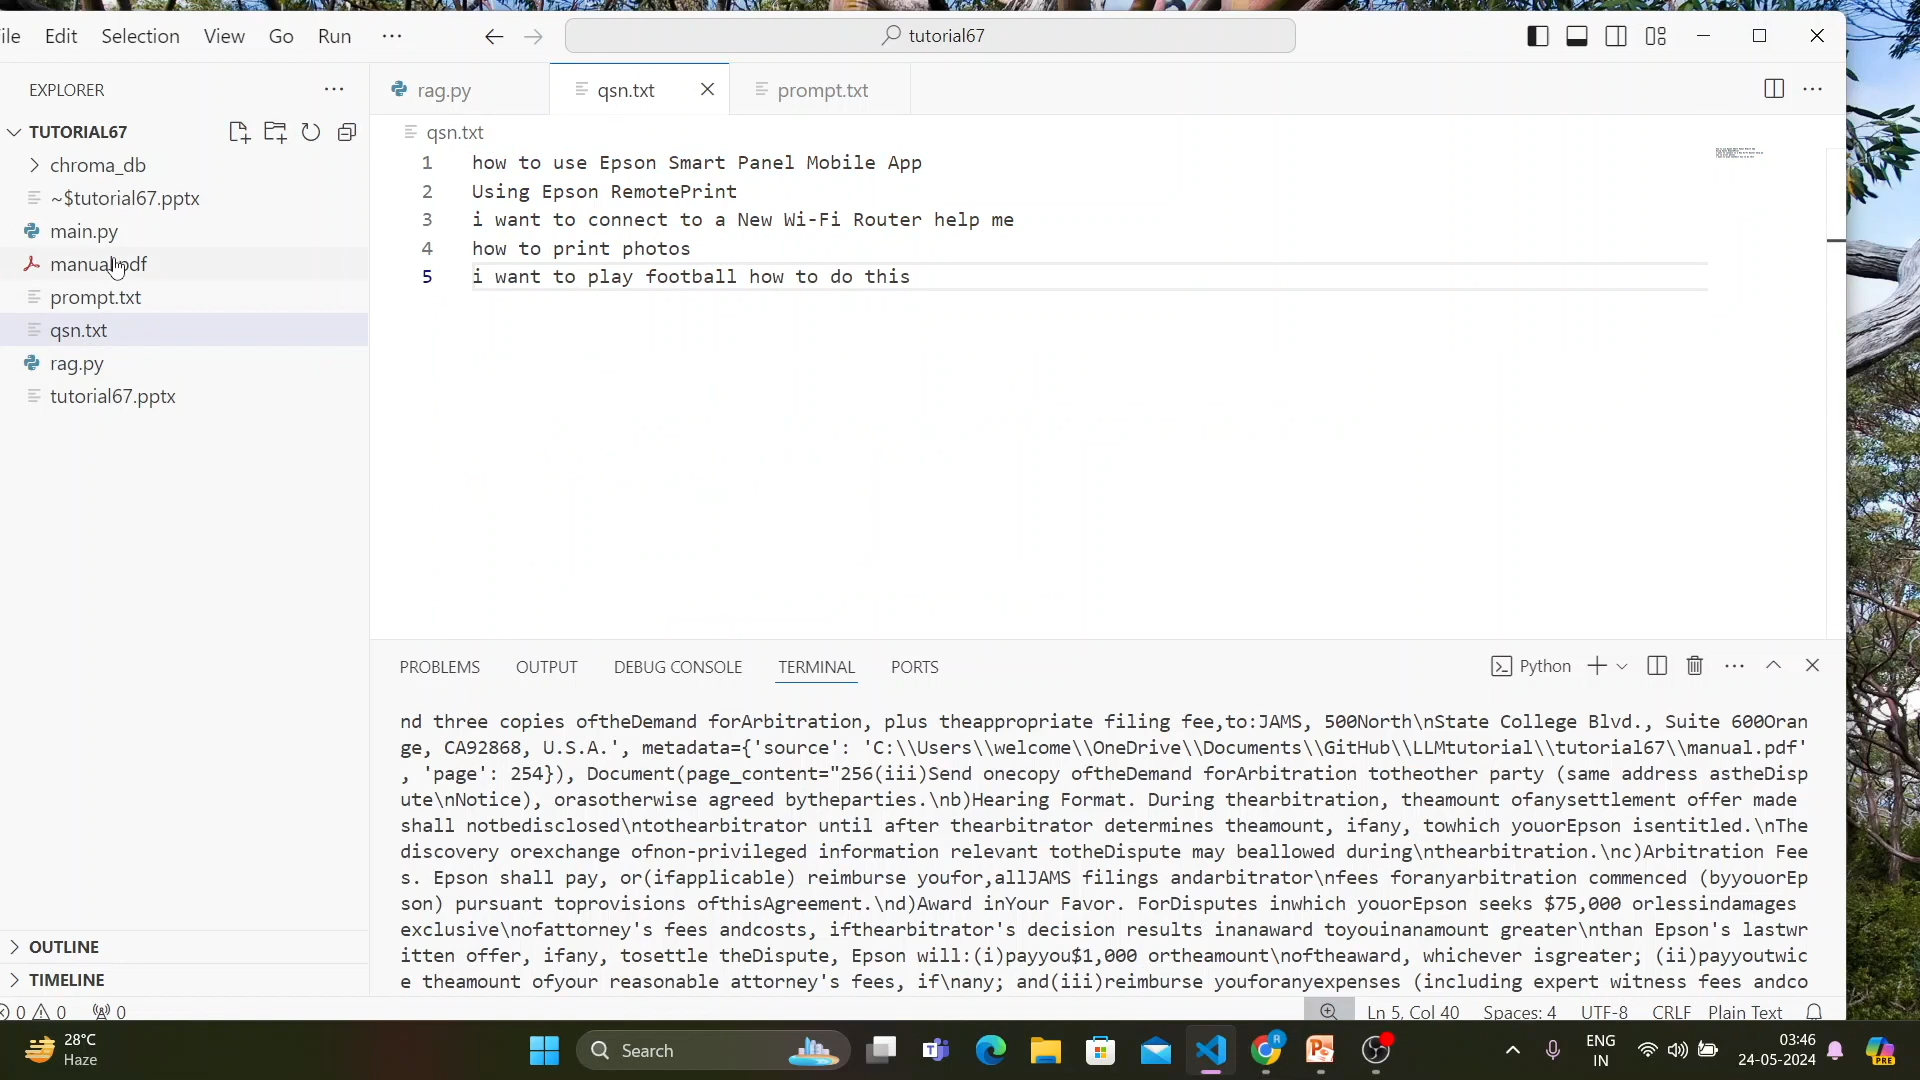 ile Edit Selection View Go Run ···
tutorial67
EXPLORER ···
TUTORIAL67
chroma_db
~$tutorial67.pptx
main.py
manual.pdf
prompt.txt
qsn.txt
rag.py
tutorial67.pptx
OUTLINE
TIMELINE
rag.py qsn.txt prompt.txt
qsn.txt
1 how to use Epson Smart Panel Mobile App
2 Using Epson RemotePrint
3 i want to connect to a New Wi-Fi Router help me
4 how to print photos
5 i want to play football how to do this
PROBLEMS OUTPUT DEBUG CONSOLE TERMINAL PORTS
Python
nd three copies oftheDemand forArbitration, plus theappropriate filing fee,to:JAMS, 500North\nState College Blvd., Suite 600Oran
ge, CA92868, U.S.A.', metadata={'source': 'C:\\Users\\welcome\\OneDrive\\Documents\\GitHub\\LLMtutorial\\tutorial67\\manual.pdf'
, 'page': 254}), Document(page_content="256(iii)Send onecopy oftheDemand forArbitration totheother party (same address astheDisp
ute\nNotice), orasotherwise agreed bytheparties.\nb)Hearing Format. During thearbitration, theamount ofanysettlement offer made
shall notbedisclosed\ntothearbitrator until after thearbitrator determines theamount, ifany, towhich youorEpson isentitled.\nThe
discovery orexchange ofnon-privileged information relevant totheDispute may beallowed during\nthearbitration.\nc)Arbitration Fee
s. Epson shall pay, or(ifapplicable) reimburse youfor,allJAMS filings andarbitrator\nfees foranyarbitration commenced (byyouorEp
son) pursuant toprovisions ofthisAgreement.\nd)Award inYour Favor. ForDisputes inwhich youorEpson seeks $75,000 orlessindamages
exclusive\nofattorney's fees andcosts, ifthearbitrator's decision results inanaward toyouinanamount greater\nthan Epson's lastwr
itten offer, ifany, tosettle theDispute, Epson will:(i)payyou$1,000 ortheamount\noftheaward, whichever isgreater; (ii)payyoutwic
e theamount ofyour reasonable attorney's fees, if\nany; and(iii)reimburse youforanyexpenses (including expert witness fees andco
0 0 0 Ln 5, Col 40 Spaces: 4 UTF-8 CRLF Plain Text
28°C
Haze
Search
ENG
IN
03:46
24-05-2024